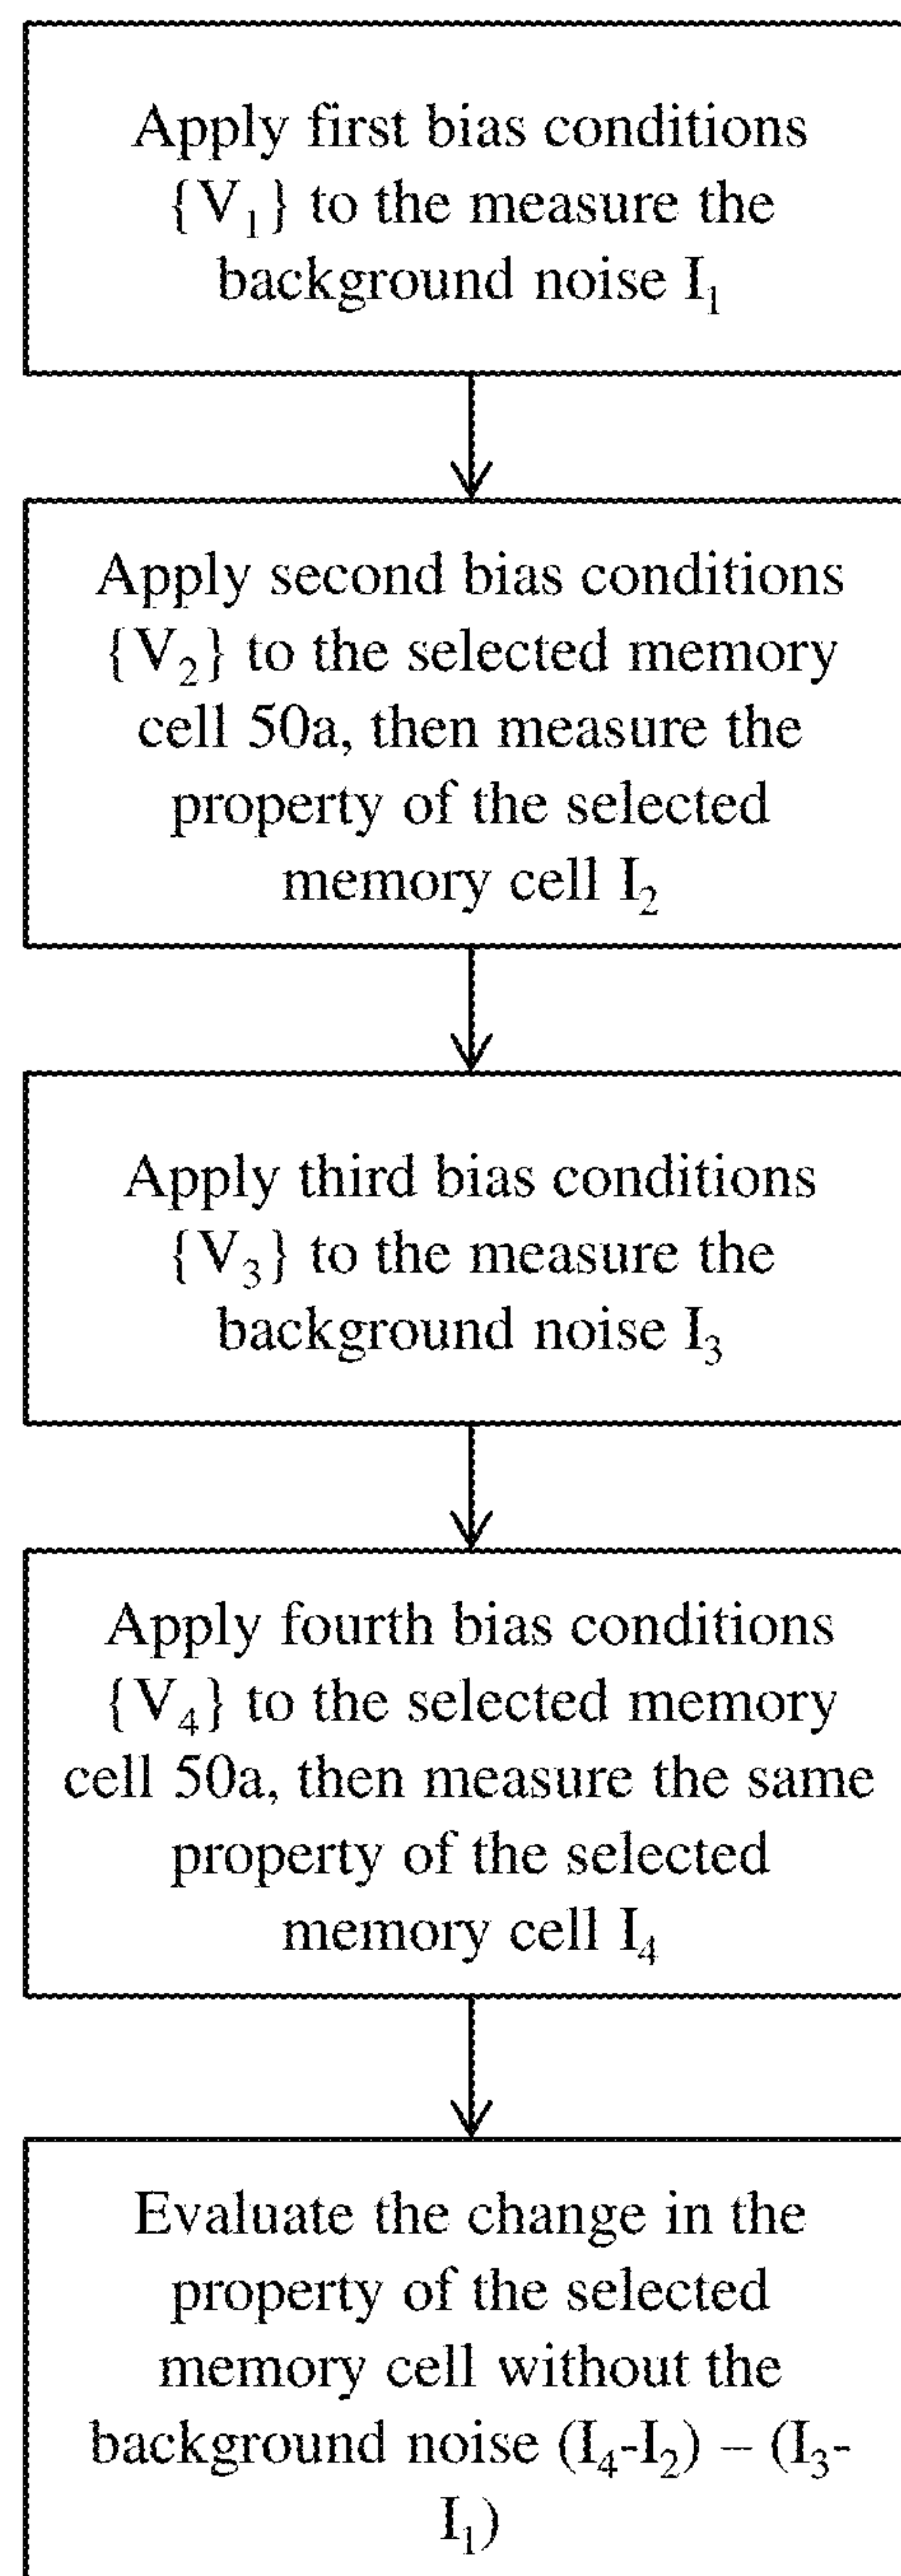 Apply first bias conditions
{V₁} to the measure the
background noise I₁
Apply second bias conditions
{V₂} to the selected memory
cell 50a, then measure the
property of the selected
memory cell I₂
Apply third bias conditions
{V₃} to the measure the
background noise I₃
Apply fourth bias conditions
{V₄} to the selected memory
cell 50a, then measure the same
property of the selected
memory cell I₄
Evaluate the change in the
property of the selected
memory cell without the
background noise (I₄-I₂) – (I₃-
I₁)